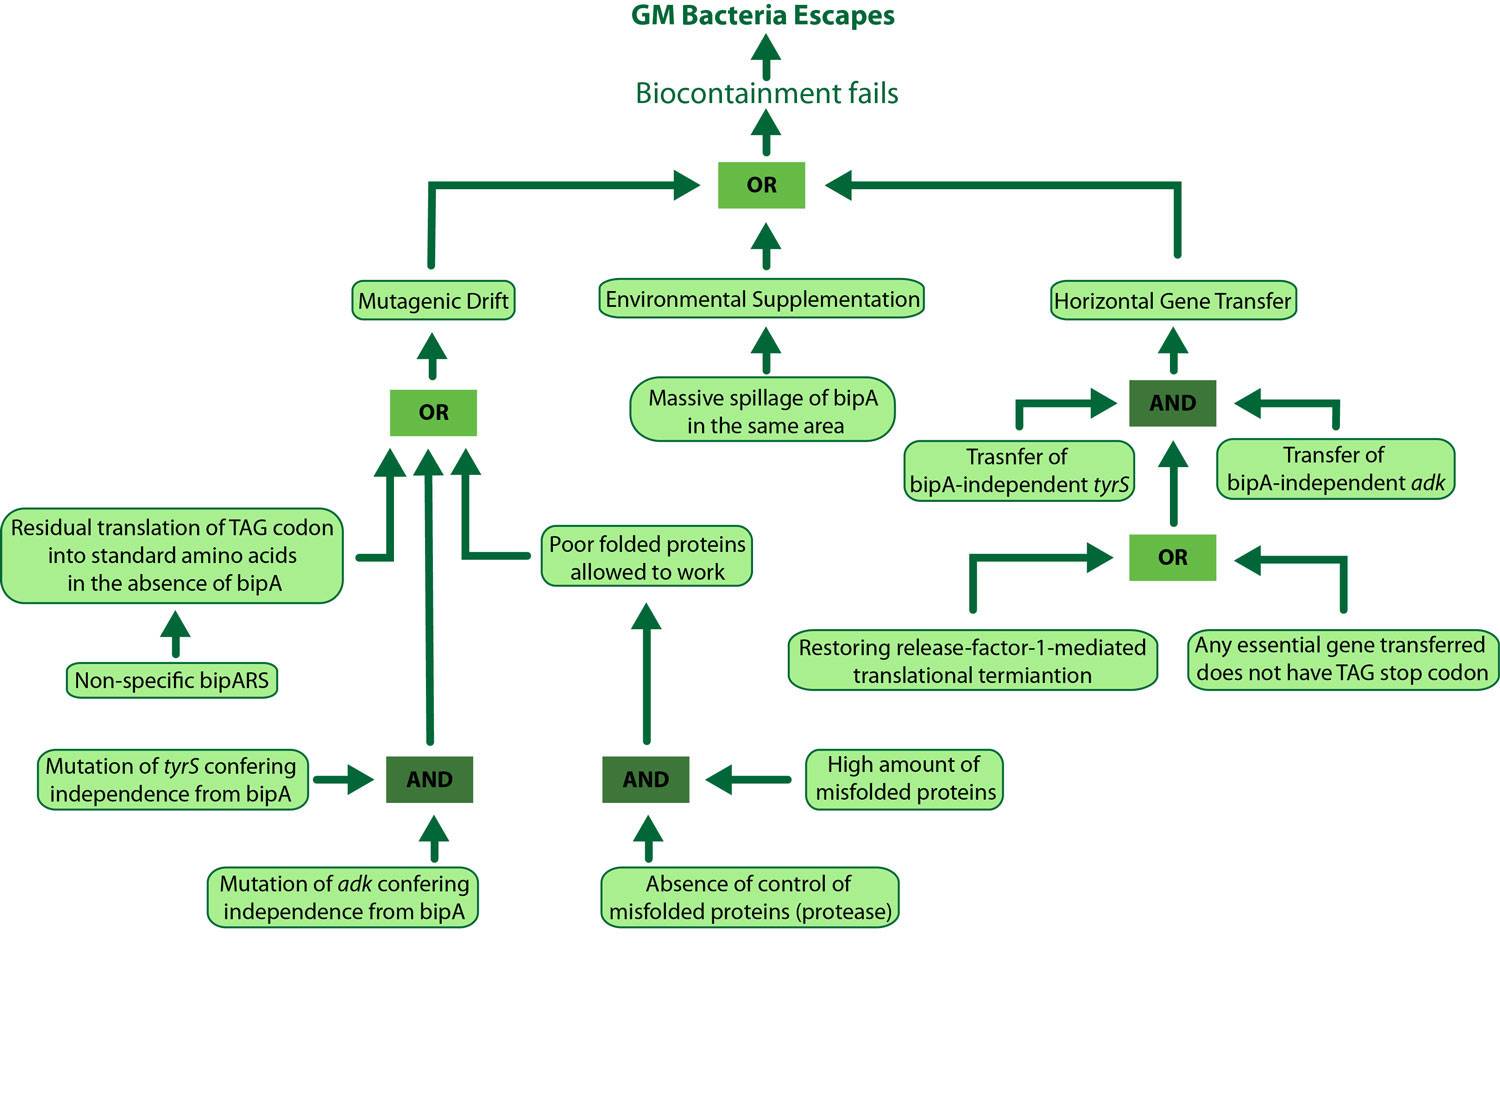 GM Bacteria Escapes
Biocontainment fails
OR
Mutagenic Drift
Environmental Supplementation
Horizontal Gene Transfer
OR
Massive spillage of bipA
in the same area
AND
Trasnfer of
bipA-independent tyrS
Transfer of
bipA-independent adk
Residual translation of TAG codon
into standard amino acids
in the absence of bipA
Poor folded proteins
allowed to work
OR
Non-specific bipARS
Restoring release-factor-1-mediated
translational termiantion
Any essential gene transferred
does not have TAG stop codon
Mutation of tyrS confering
independence from bipA
AND
AND
High amount of
misfolded proteins
Mutation of adk confering
independence from bipA
Absence of control of
misfolded proteins (protease)